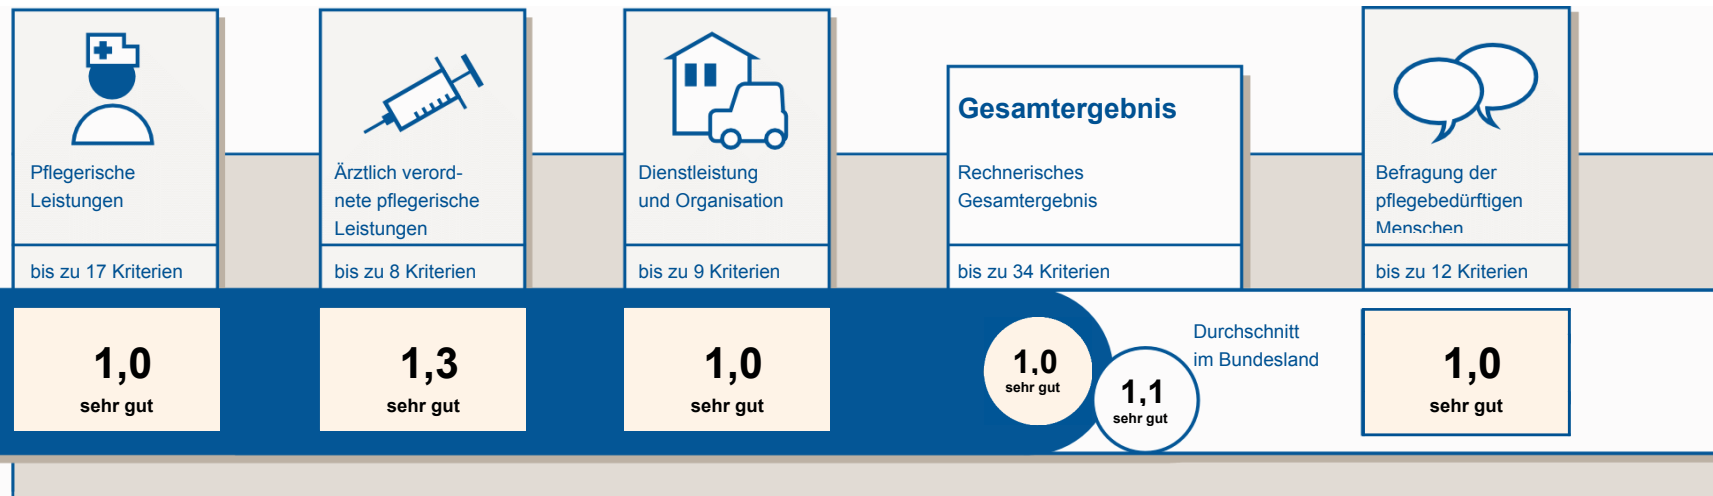 Pflegerische
Leistungen
bis zu 17 Kriterien
1,0
sehr gut
Ärztlich verord-
nete pflegerische
Leistungen
bis zu 8 Kriterien
1,3
sehr gut
Dienstleistung
und Organisation
bis zu 9 Kriterien
1,0
sehr gut
Gesamtergebnis
Rechnerisches
Gesamtergebnis
bis zu 34 Kriterien
1,0
sehr gut
1,1
sehr gut
Durchschnitt
im Bundesland
Befragung der
pflegebedürftigen
Menschen
bis zu 12 Kriterien
1,0
sehr gut